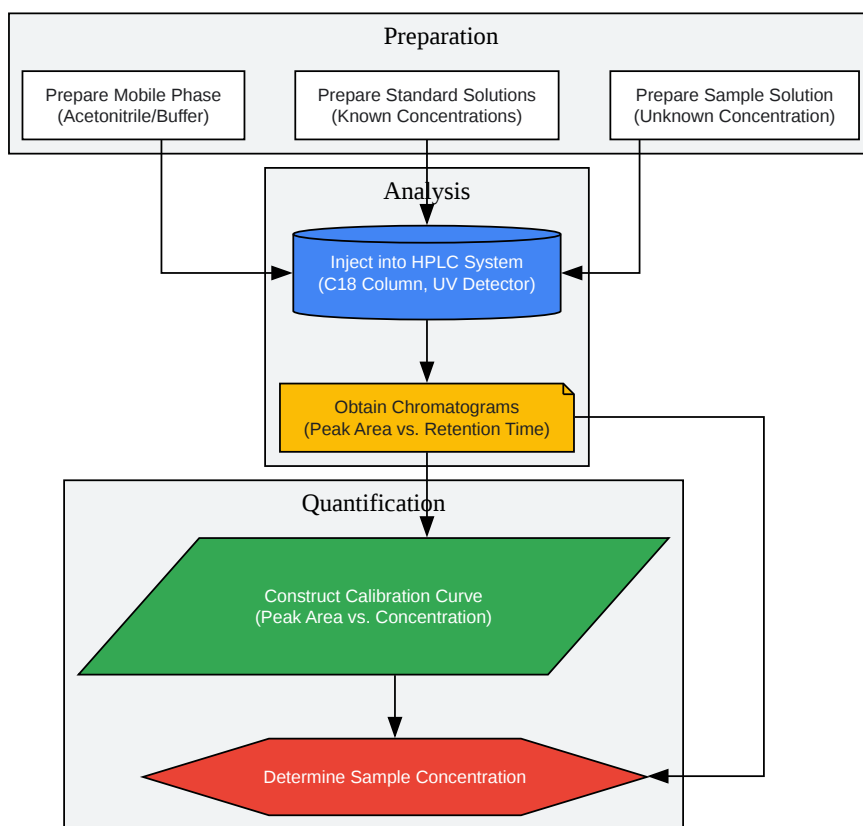 Preparation
Prepare Mobile Phase
(Acetonitrile/Buffer)
Prepare Standard Solutions
(Known Concentrations)
Prepare Sample Solution
(Unknown Concentration)
Analysis
Inject into HPLC System
(C18 Column, UV Detector)
Obtain Chromatograms
(Peak Area vs. Retention Time)
Quantification
Construct Calibration Curve
(Peak Area vs. Concentration)
Determine Sample Concentration